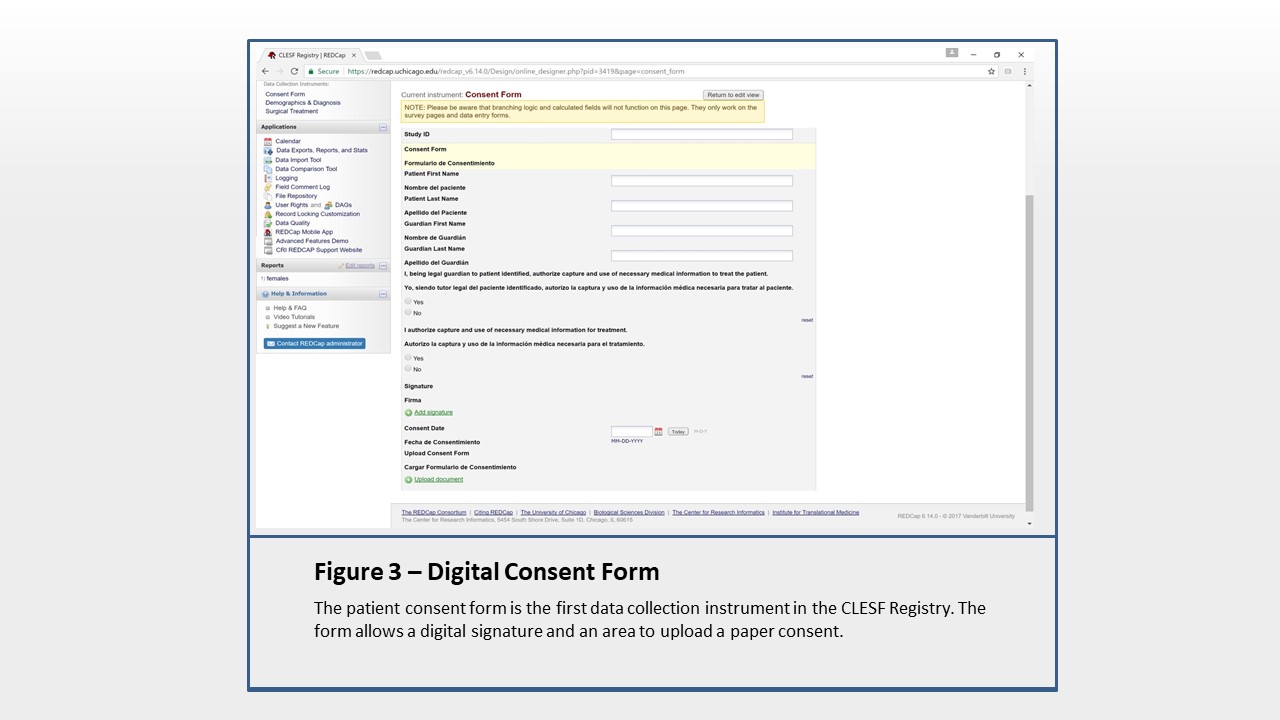 CLESF Registry | REDCap
Secure
https://redcap.uchicago.edu/redcap_v6.14.0/Design/online_designer.php?pid=3419&page=consent_form
Data Collection Instruments:
Consent Form
Demographics & Diagnosis
Surgical Treatment
Applications
Calendar
Data Exports, Reports, and Stats
Data Import Tool
Data Comparison Tool
Logging
Field Comment Log
File Repository
User Rights and DAGs
Record Locking Customization
Data Quality
REDCap Mobile App
Advanced Features Demo
CRI REDCAP Support Website
Reports
Edit reports
1) females
Help & Information
Help & FAQ
Video Tutorials
Suggest a New Feature
Contact REDCap administrator
Current instrument: Consent Form
Return to edit view
NOTE: Please be aware that branching logic and calculated fields will not function on this page. They only work on the
survey pages and data entry forms.
Study ID
Consent Form
Formulario de Consentimiento
Patient First Name
Nombre del paciente
Patient Last Name
Apellido del Paciente
Guardian First Name
Nombre de Guardián
Guardian Last Name
Apellido del Guardián
I, being legal guardian to patient identified, authorize capture and use of necessary medical information to treat the patient.
Yo, siendo tutor legal del paciente identificado, autorizo la captura y uso de la información médica necesaria para tratar al paciente.
Yes
No
reset
I authorize capture and use of necessary medical information for treatment.
Autorizo la captura y uso de la información médica necesaria para el tratamiento.
Yes
No
reset
Signature
Firma
Add signature
Consent Date
Today M-D-Y
Fecha de Consentimiento
MM-DD-YYYY
Upload Consent Form
Cargar Formulario de Consentimiento
Upload document
The REDCap Consortium | Citing REDCap | The University of Chicago | Biological Sciences Division | The Center for Research Informatics | Institute for Translational Medicine
The Center for Research Informatics, 5454 South Shore Drive, Suite 1D, Chicago, IL 60615
REDCap 6.14.0 - © 2017 Vanderbilt University
Figure 3 – Digital Consent Form
The patient consent form is the first data collection instrument in the CLESF Registry. The
form allows a digital signature and an area to upload a paper consent.